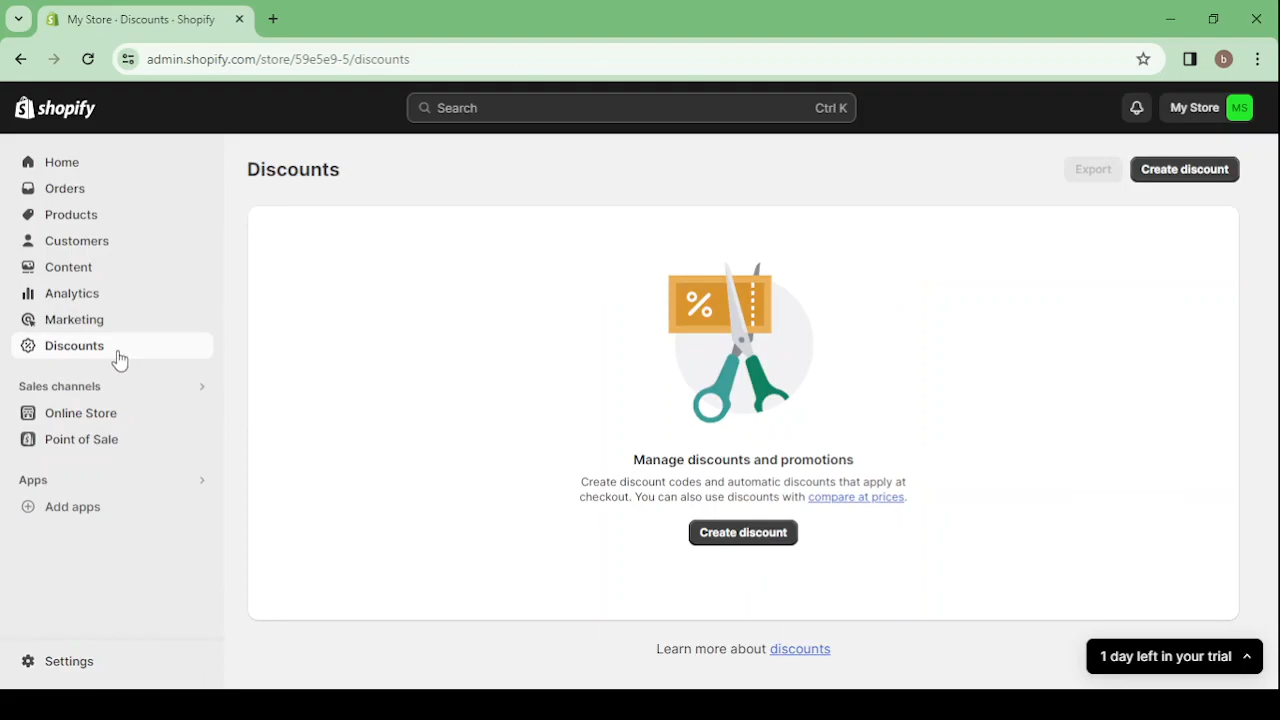 My Store · Discounts · Shopify
admin.shopify.com/store/59e5e9-5/discounts
b
shopify
Search
Ctrl K
My Store
MS
Home
Orders
Products
Customers
Content
Analytics
Marketing
Discounts
Sales channels
Online Store
Point of Sale
Apps
Add apps
Settings
Discounts
Export
Create discount
%
Manage discounts and promotions
Create discount codes and automatic discounts that apply at
checkout. You can also use discounts with compare at prices.
Create discount
Learn more about discounts
1 day left in your trial